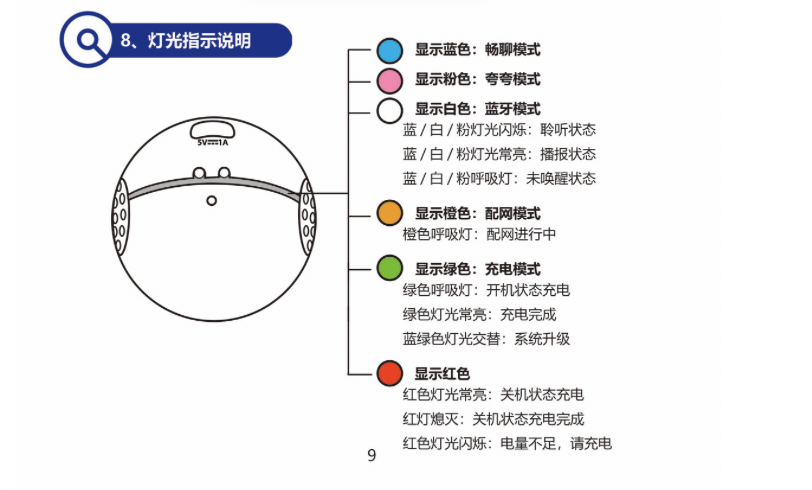 8、灯光指示说明
5V⎓1A
显示蓝色：畅聊模式
显示粉色：夸夸模式
显示白色：蓝牙模式
蓝 / 白 / 粉灯光闪烁：聆听状态
蓝 / 白 / 粉灯光常亮：播报状态
蓝 / 白 / 粉呼吸灯：未唤醒状态
显示橙色：配网模式
橙色呼吸灯：配网进行中
显示绿色：充电模式
绿色呼吸灯：开机状态充电
绿色灯光常亮：充电完成
蓝绿色灯光交替：系统升级
显示红色
红色灯光常亮：关机状态充电
红灯熄灭：关机状态充电完成
红色灯光闪烁：电量不足，请充电
9